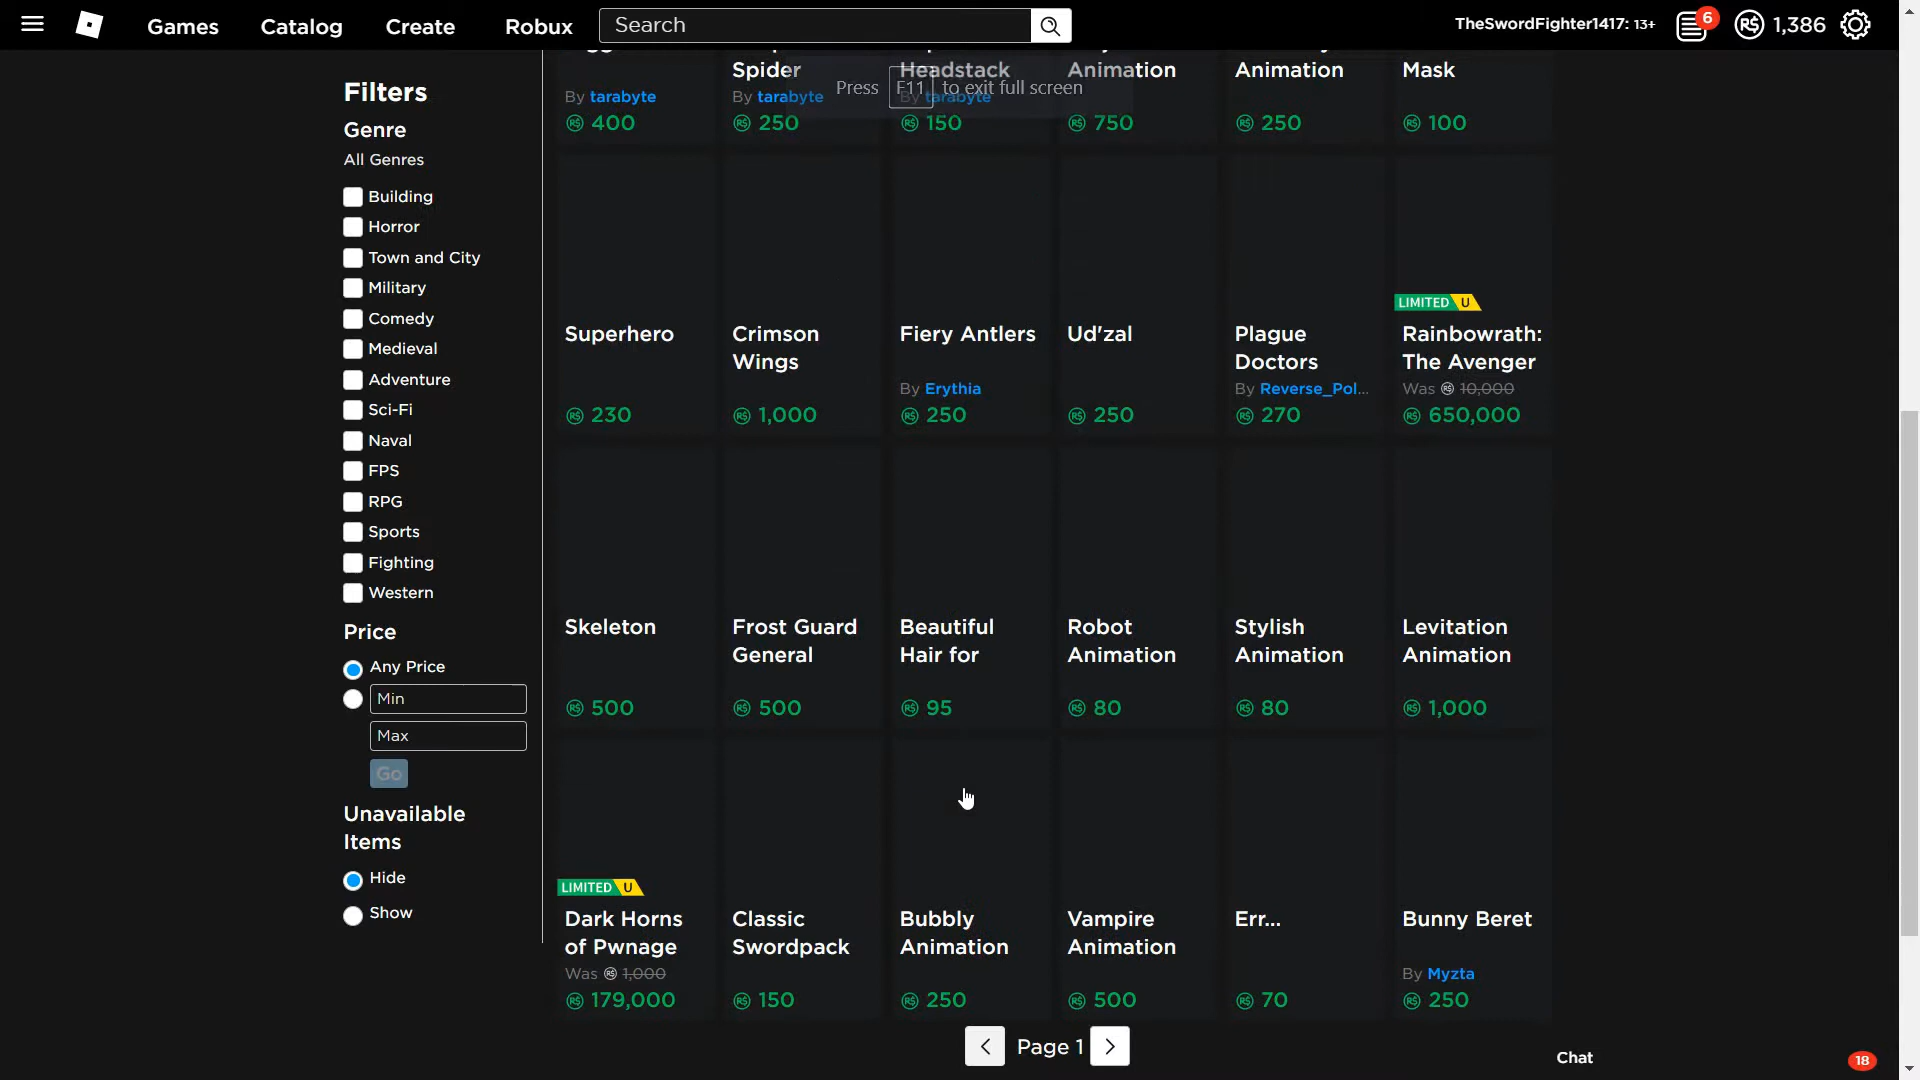 Games
Catalog
Create
Robux
Search
TheSwordFighter1417: 13+
6
1,386
Press F11 to exit full screen
Filters
Genre
All Genres
Building
Horror
Town and City
Military
Comedy
Medieval
Adventure
Sci-Fi
Naval
FPS
RPG
Sports
Fighting
Western
Price
Any Price
Min
Max
Go
Unavailable
Items
Hide
Show
By tarabyte
400
Spider
By tarabyte
250
Headstack
By tarabyte
150
Animation
750
Animation
250
Mask
100
Superhero
230
Crimson
Wings
1,000
Fiery Antlers
By Erythia
250
Ud'zal
250
Plague
Doctors
By Reverse_Pol...
270
LIMITED U
Rainbowrath:
The Avenger
Was 10,000
650,000
Skeleton
500
Frost Guard
General
500
Beautiful
Hair for
95
Robot
Animation
80
Stylish
Animation
80
Levitation
Animation
1,000
LIMITED U
Dark Horns
of Pwnage
Was 1,000
179,000
Classic
Swordpack
150
Bubbly
Animation
250
Vampire
Animation
500
Err...
70
Bunny Beret
By Myzta
250
Page 1
Chat
18